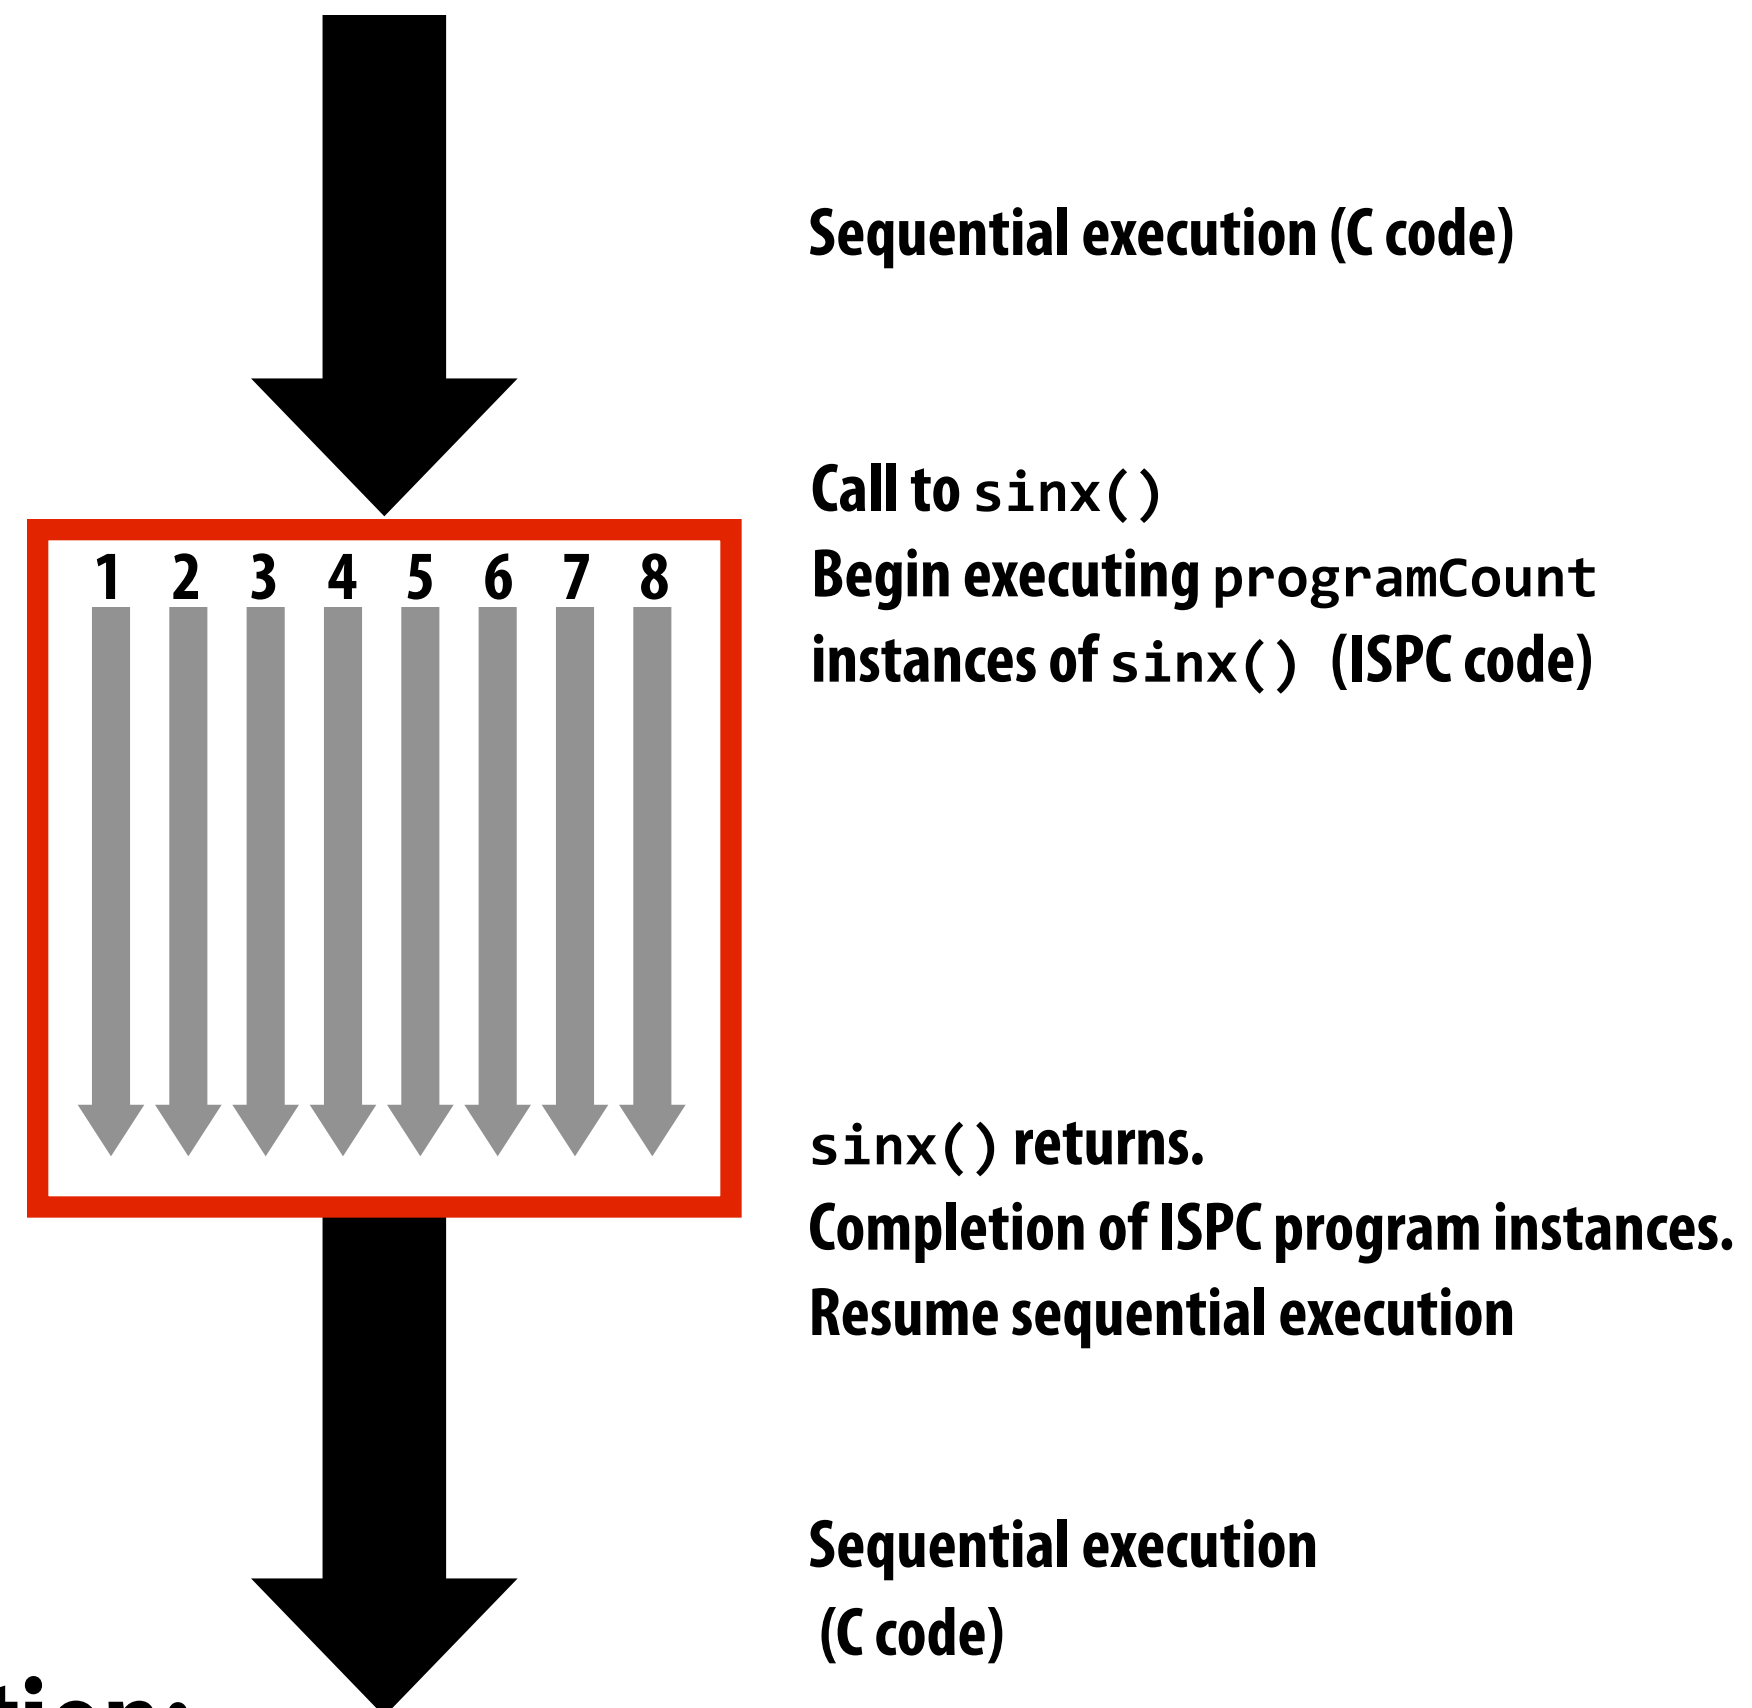 Sequential execution (C code)
Call to sinx()
1 2 3 4 5 6 7 8
Begin executing programCount
instances of sinx() (ISPC code)
sinx() returns.
Completion of ISPC program instances.
Resume sequential execution
Sequential execution
(C code)